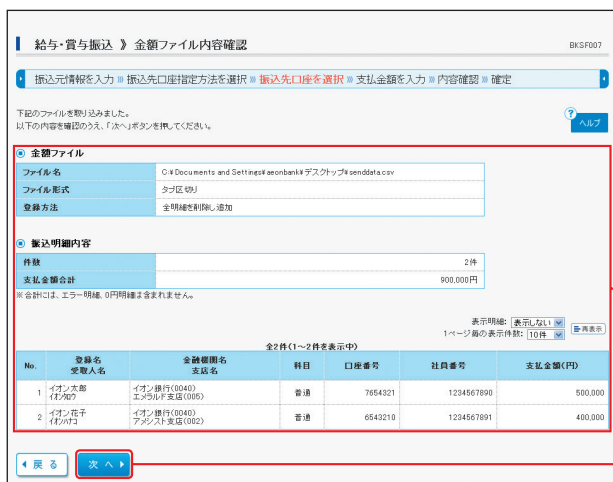 給与・賞与振込 》 金額ファイル内容確認
BKSF007
振込元情報を入力 » 振込先口座指定方法を選択 » 振込先口座を選択 » 支払金額を入力 » 内容確認 » 確定
下記のファイルを取り込みました。
以下の内容を確認のうえ、「次へ」ボタンを押してください。
? ヘルプ
金額ファイル
ファイル名 C:¥Documents and Settings¥aeonbank¥デスクトップ¥senddata.csv
ファイル形式 タブ区切り
登録方法 全明細を削除し追加
振込明細内容
件数 2件
支払金額合計 900,000円
※合計には、エラー明細、0円明細は含まれません。
表示明細: 表示しない
1ページ毎の表示件数: 10件
再表示
全2件(1~2件を表示中)
No. 登録名 受取人名 金融機関名 支店名 科目 口座番号 社員番号 支払金額(円)
1 イオン太郎 イオンタロウ イオン銀行(0040) エメラルド支店(005) 普通 7654321 1234567890 500,000
2 イオン花子 イオンハナコ イオン銀行(0040) アメシスト支店(002) 普通 6543210 1234567891 400,000
戻る
次へ